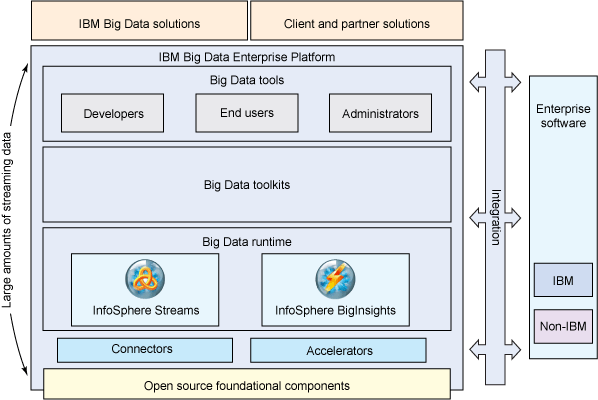 IBM Big Data solutions
Client and partner solutions
IBM Big Data Enterprise Platform
Big Data tools
Developers
End users
Administrators
Big Data toolkits
Big Data runtime
InfoSphere Streams
InfoSphere BigInsights
Connectors
Accelerators
Open source foundational components
Large amounts of streaming data
Integration
Enterprise
software
IBM
Non-IBM